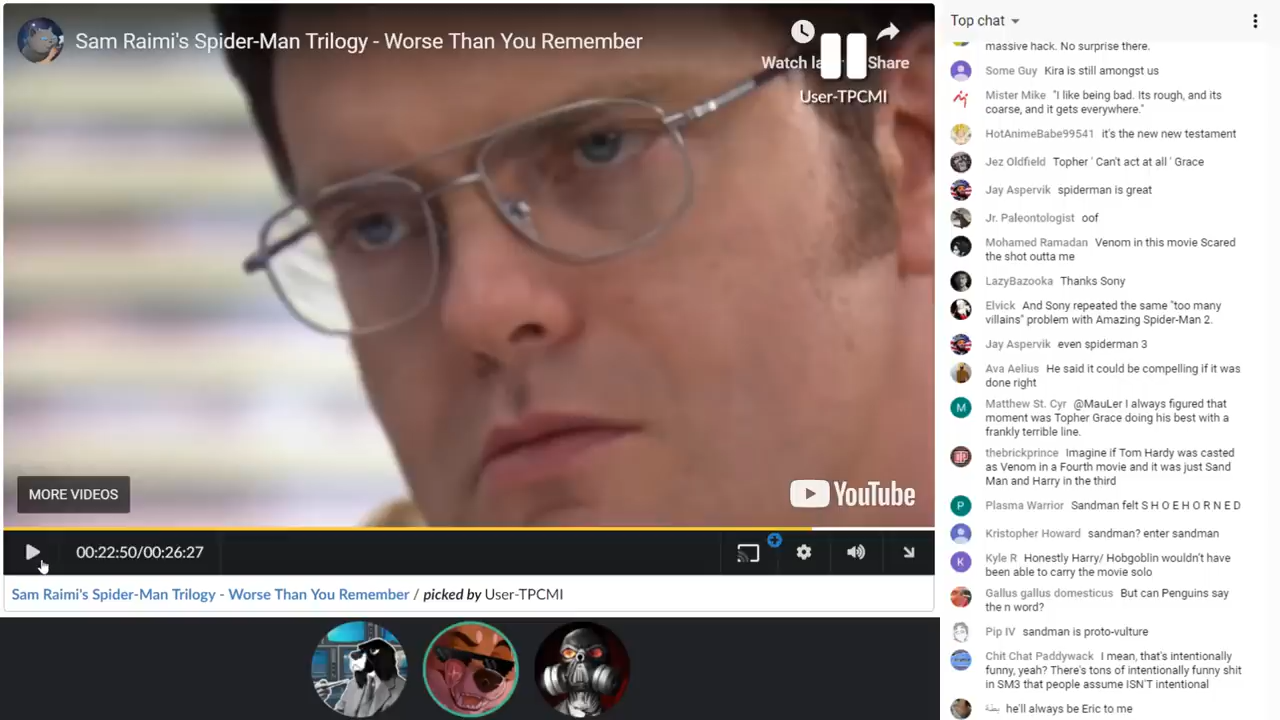 Sam Raimi's Spider-Man Trilogy - Worse Than You Remember
Watch la
Share
User-TPCMI
MORE VIDEOS
YouTube
00:22:50/00:26:27
Sam Raimi's Spider-Man Trilogy - Worse Than You Remember / picked by User-TPCMI
Top chat
massive hack. No surprise there.
Some Guy Kira is still amongst us
Mister Mike "I like being bad. Its rough, and its
coarse, and it gets everywhere."
HotAnimeBabe99541 it's the new new testament
Jez Oldfield Topher ' Can't act at all ' Grace
Jay Aspervik spiderman is great
Jr. Paleontologist oof
Mohamed Ramadan Venom in this movie Scared
the shot outta me
LazyBazooka Thanks Sony
Elvick And Sony repeated the same "too many
villains" problem with Amazing Spider-Man 2.
Jay Aspervik even spiderman 3
Ava Aelius He said it could be compelling if it was
done right
M
Matthew St. Cyr @MauLer I always figured that
moment was Topher Grace doing his best with a
frankly terrible line.
thebrickprince Imagine if Tom Hardy was casted
as Venom in a Fourth movie and it was just Sand
Man and Harry in the third
P
Plasma Warrior Sandman felt S H O E H O R N E D
Kristopher Howard sandman? enter sandman
K
Kyle R Honestly Harry/ Hobgoblin wouldn't have
been able to carry the movie solo
Gallus gallus domesticus But can Penguins say
the n word?
Pip IV sandman is proto-vulture
Chit Chat Paddywack I mean, that's intentionally
funny, yeah? There's tons of intentionally funny shit
in SM3 that people assume ISN'T intentional
بطة he'll always be Eric to me